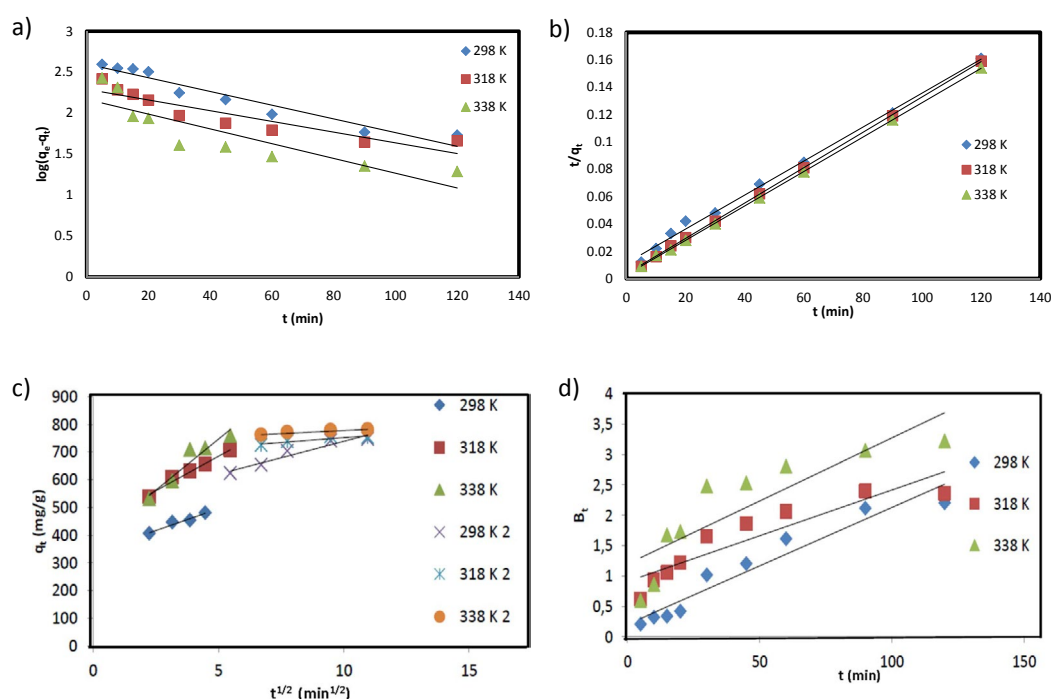 a)
3
2.5
2
1.5
1
0.5
0
log(qe-qt)
0 20 40 60 80 100 120 140
t (min)
298 K
318 K
338 K
b)
0.18
0.16
0.14
0.12
0.1
0.08
0.06
0.04
0.02
0
t/qt
0 20 40 60 80 100 120 140
t (min)
298 K
318 K
338 K
c)
900
800
700
600
500
400
300
200
100
0
qt (mg/g)
0 5 10 15
t1/2 (min1/2)
298 K
318 K
338 K
298 K 2
318 K 2
338 K 2
d)
4
3,5
3
2,5
2
1,5
1
0,5
0
Bt
0 50 100 150
t (min)
298 K
318 K
338 K